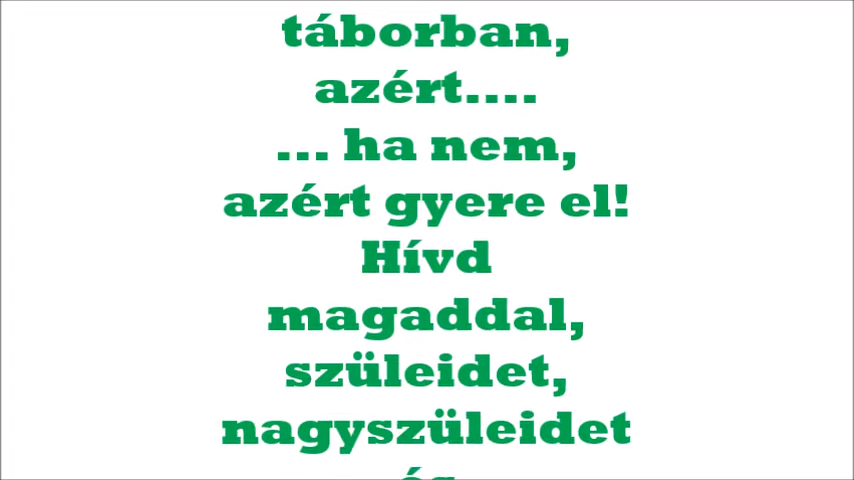 táborban,
azért....
... ha nem,
azért gyere el!
Hívd
magaddal,
szüleidet,
nagyszüleidet